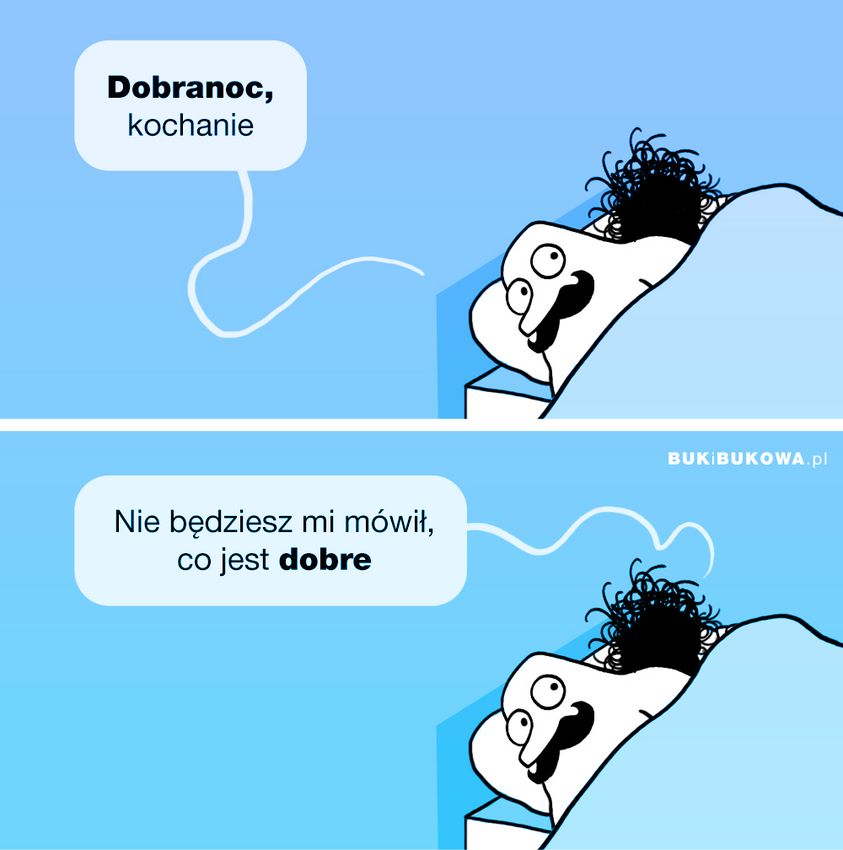 Dobranoc,
kochanie
BUKiBUKOWA.pl
Nie będziesz mi mówił,
co jest dobre